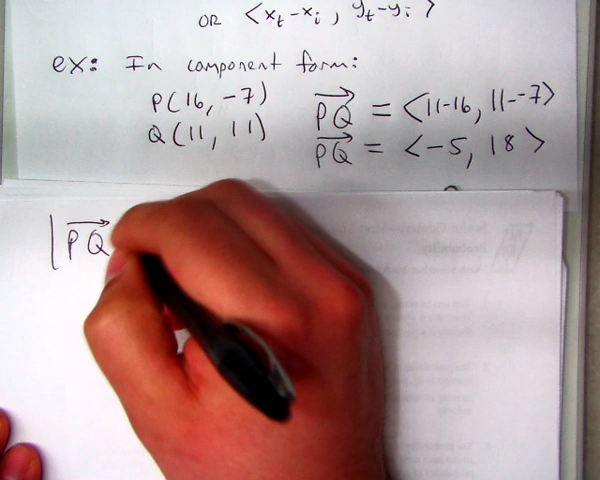 OR <xt-xi, yt-yi>
ex: In component form:
P(16, -7) PQ = <11-16, 11--7>
Q(11, 11) PQ = <-5, 18>
|PQ